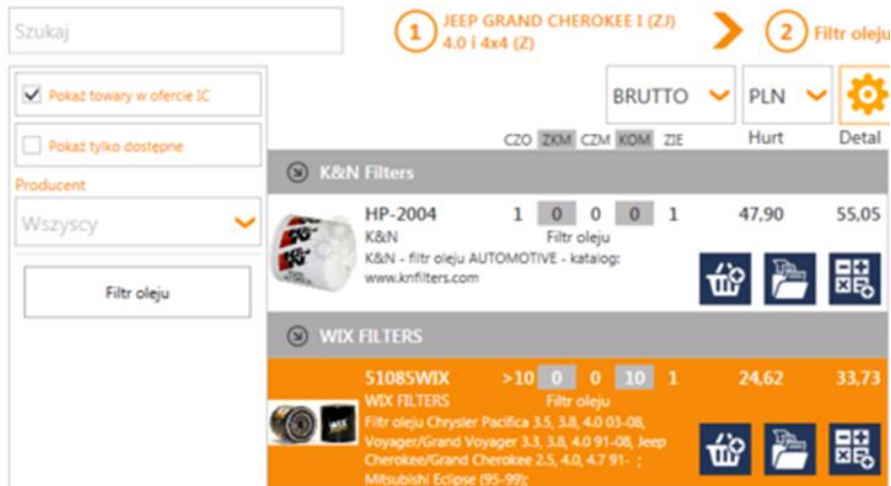 Szukaj
1 JEEP GRAND CHEROKEE I (ZJ)
4.0 i 4x4 (Z)
2 Filtr oleju
Pokaż towary w ofercie IC
Pokaż tylko dostępne
Producent
Wszyscy
Filtr oleju
BRUTTO PLN
CZO ZKM CZM KOM ZIE Hurt Detal
K&N Filters
HP-2004 1 0 0 0 1 47,90 55,05
K&N Filtr oleju
K&N - filtr oleju AUTOMOTIVE - katalog:
www.knfilters.com
WIX FILTERS
51085WIX >10 0 0 10 1 24,62 33,73
WIX FILTERS Filtr oleju
Filtr oleju Chrysler Pacifica 3.5, 3.8, 4.0 03-08,
Voyager/Grand Voyager 3.3, 3.8, 4.0 91-08, Jeep
Cherokee/Grand Cherokee 2.5, 4.0, 4.7 91- ;
Mitsubishi Eclipse (95-99);